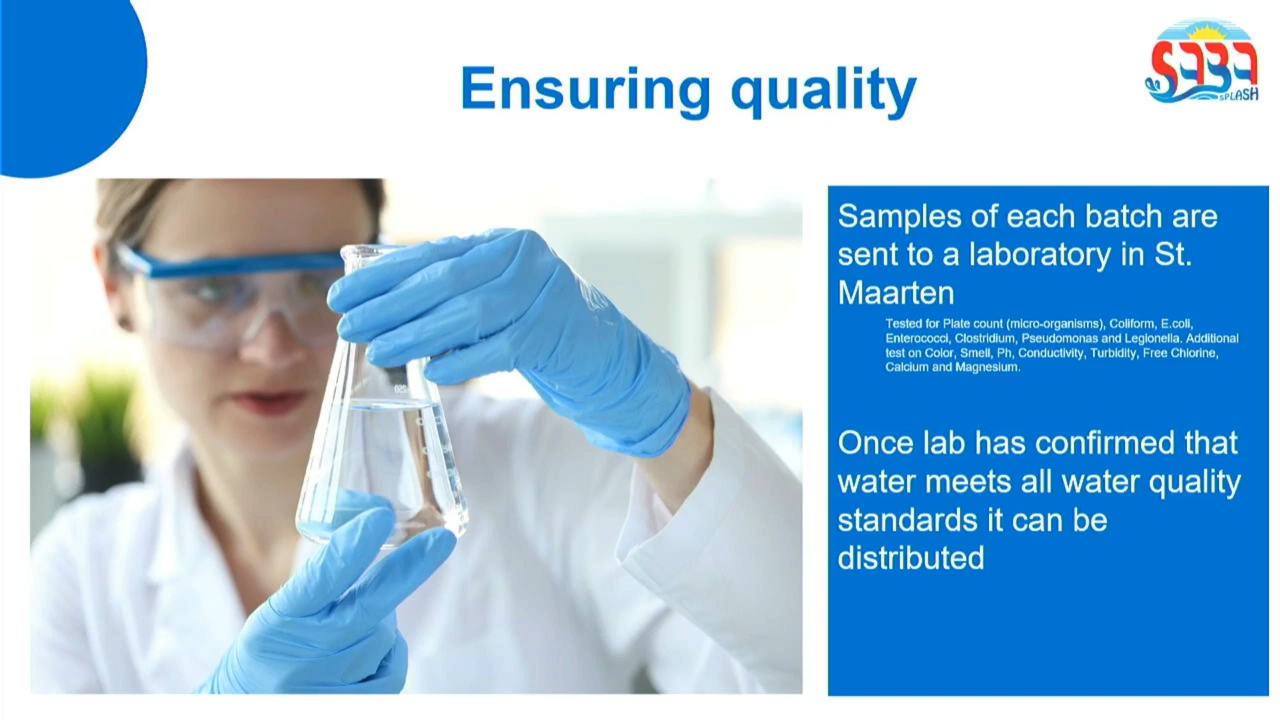 Ensuring quality
SABA
SPLASH
Samples of each batch are
sent to a laboratory in St.
Maarten
Tested for Plate count (micro-organisms), Coliform, E.coli,
Enterococci, Clostridium, Pseudomonas and Legionella. Additional
test on Color, Smell, Ph, Conductivity, Turbidity, Free Chlorine,
Calcium and Magnesium.
Once lab has confirmed that
water meets all water quality
standards it can be
distributed